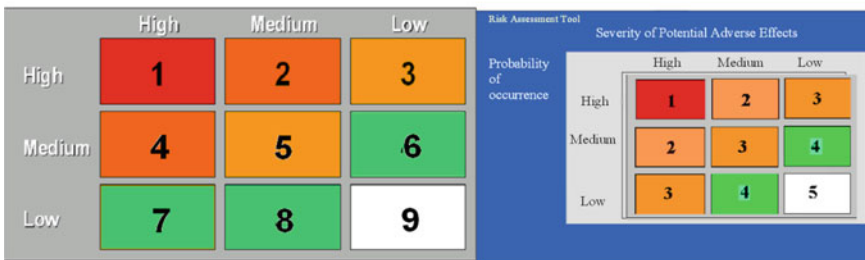 High Medium Low
High 1 2 3
Medium 4 5 6
Low 7 8 9
Risk Assessment Tool
Severity of Potential Adverse Effects
Probability
of
occurrence
High Medium Low
High 1 2 3
Medium 2 3 4
Low 3 4 5